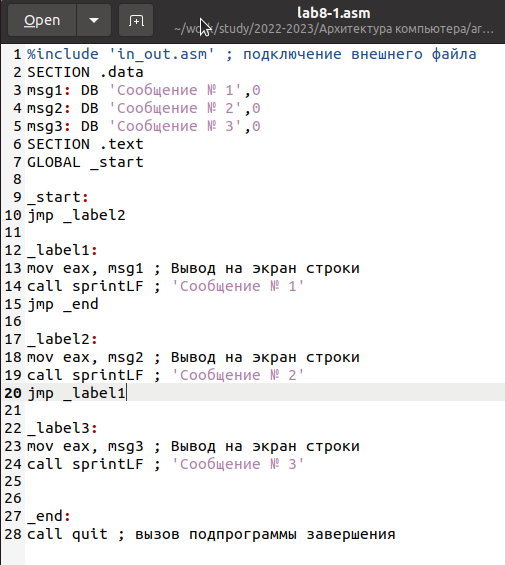 Open
lab8-1.asm
~/work/study/2022-2023/Архитектура компьютера/ar...
1 %include 'in_out.asm' ; подключение внешнего файла
2 SECTION .data
3 msg1: DB 'Сообщение № 1',0
4 msg2: DB 'Сообщение № 2',0
5 msg3: DB 'Сообщение № 3',0
6 SECTION .text
7 GLOBAL _start
8
9 _start:
10 jmp _label2
11
12 _label1:
13 mov eax, msg1 ; Вывод на экран строки
14 call sprintLF ; 'Сообщение № 1'
15 jmp _end
16
17 _label2:
18 mov eax, msg2 ; Вывод на экран строки
19 call sprintLF ; 'Сообщение № 2'
20 jmp _label1
21
22 _label3:
23 mov eax, msg3 ; Вывод на экран строки
24 call sprintLF ; 'Сообщение № 3'
25
26
27 _end:
28 call quit ; вызов подпрограммы завершения